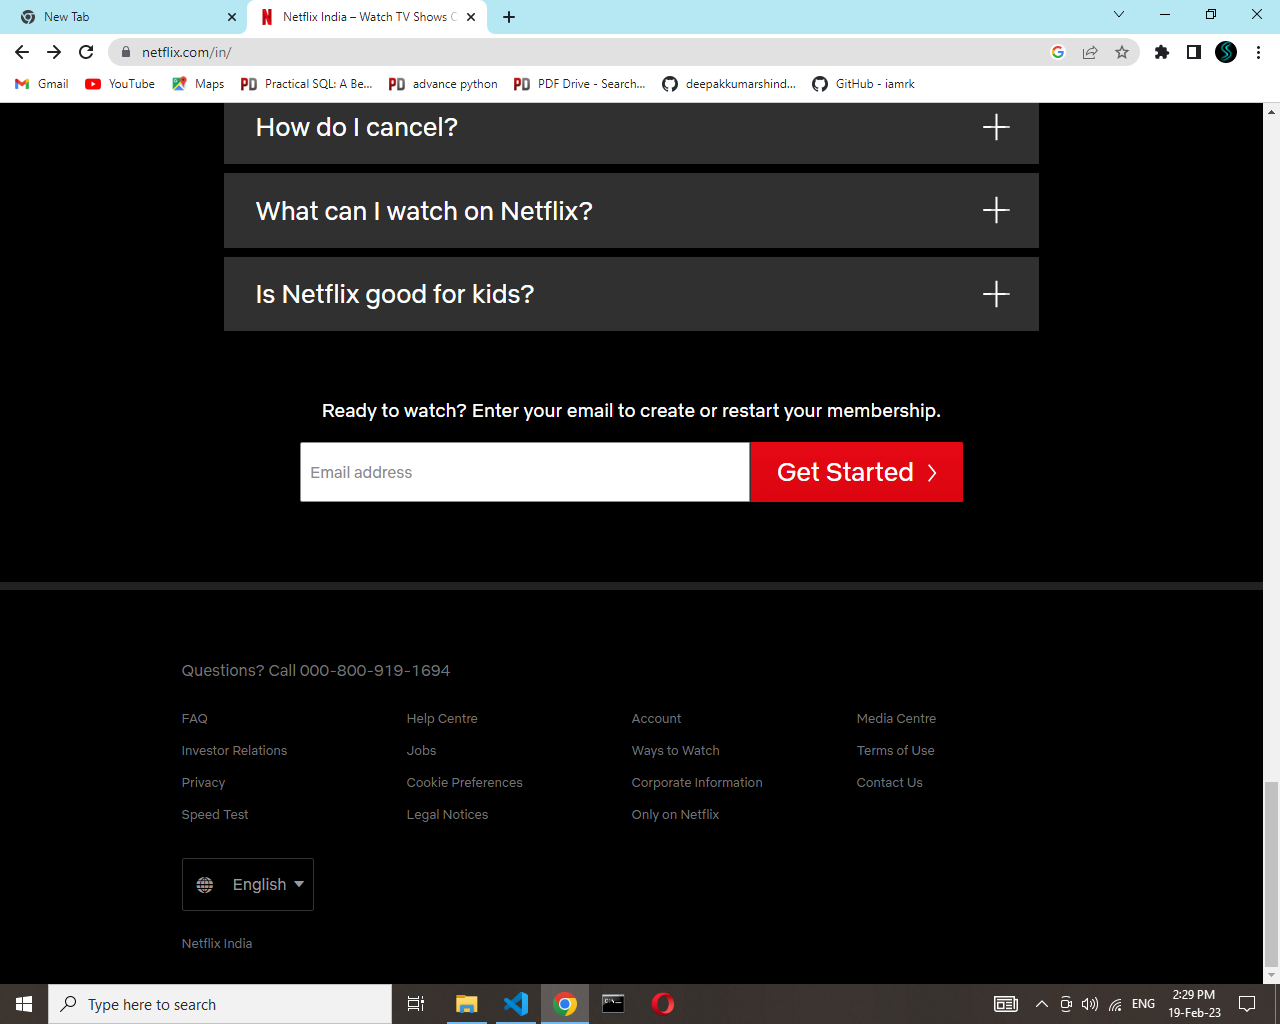 New Tab
Netflix India – Watch TV Shows
netflix.com/in/
Gmail
YouTube
Maps
Practical SQL: A Be...
advance python
PDF Drive - Search...
deepakkumarshind...
GitHub - iamrk
How do I cancel?
What can I watch on Netflix?
Is Netflix good for kids?
Ready to watch? Enter your email to create or restart your membership.
Email address
Get Started
Questions? Call 000-800-919-1694
FAQ
Help Centre
Account
Media Centre
Investor Relations
Jobs
Ways to Watch
Terms of Use
Privacy
Cookie Preferences
Corporate Information
Contact Us
Speed Test
Legal Notices
Only on Netflix
English
Netflix India
Type here to search
ENG
2:29 PM
19-Feb-23